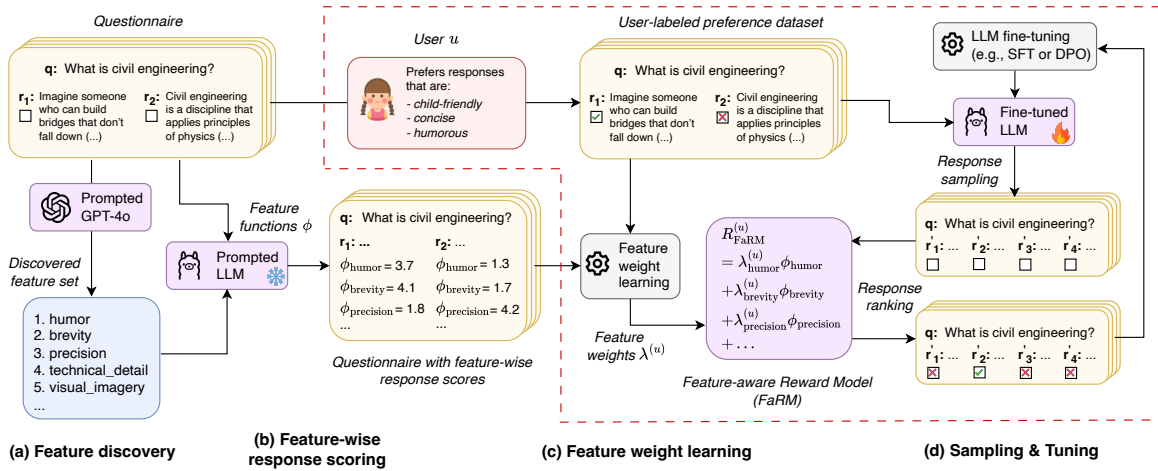 Questionnaire
q: What is civil engineering?
r1: Imagine someone
who can build
bridges that don't
fall down (...)
r2: Civil engineering
is a discipline that
applies principles
of physics (...)
User u
Prefers responses
that are:
- child-friendly
- concise
- humorous
User-labeled preference dataset
q: What is civil engineering?
r1: Imagine someone
who can build
bridges that don't
fall down (...)
r2: Civil engineering
is a discipline that
applies principles
of physics (...)
LLM fine-tuning
(e.g., SFT or DPO)
Fine-tuned
LLM
Response
sampling
Prompted
GPT-4o
Discovered
feature set
1. humor
2. brevity
3. precision
4. technical_detail
5. visual_imagery
...
Feature
functions ϕ
Prompted
LLM
q: What is civil engineering?
r1: ... r2: ...
ϕhumor = 3.7 ϕhumor = 1.3
ϕbrevity = 4.1 ϕbrevity = 1.7
ϕprecision = 1.8 ϕprecision = 4.2
... ...
Questionnaire with feature-wise
response scores
Feature
weight
learning
Feature
weights λ(u)
R(u)FaRM
= λ(u)humor ϕhumor
+λ(u)brevity ϕbrevity
+λ(u)precision ϕprecision
+ ...
Feature-aware Reward Model
(FaRM)
q: What is civil engineering?
r'1: ... r'2: ... r'3: ... r'4: ...
Response
ranking
q: What is civil engineering?
r'1: ... r'2: ... r'3: ... r'4: ...
(a) Feature discovery
(b) Feature-wise
response scoring
(c) Feature weight learning
(d) Sampling & Tuning